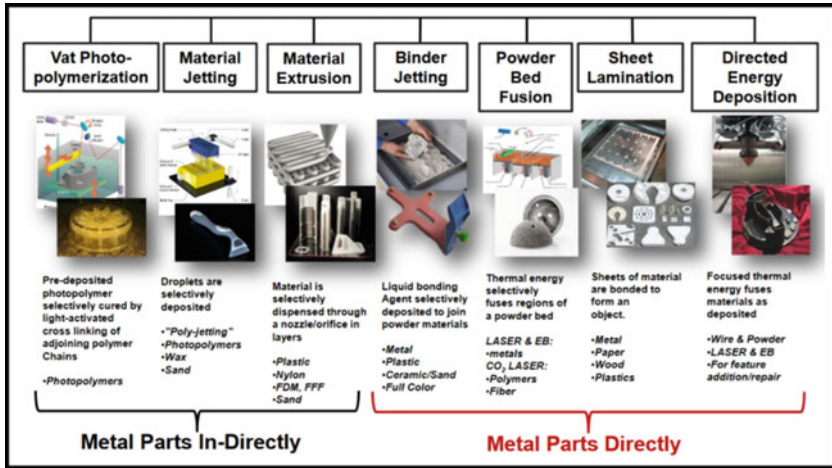 Vat Photo-
polymerization
Material
Jetting
Material
Extrusion
Binder
Jetting
Powder
Bed
Fusion
Sheet
Lamination
Directed
Energy
Deposition
Pre-deposited
photopolymer
selectively cured by
light-activated
cross linking of
adjoining polymer
Chains
•Photopolymers
Droplets are
selectively
deposited
•"Poly-jetting"
•Photopolymers
•Wax
•Sand
Material is
selectively
dispensed through
a nozzle/orifice in
layers
•Plastic
•Nylon
•FDM, FFF
•Sand
Liquid bonding
Agent selectively
deposited to join
powder materials
•Metal
•Plastic
•Ceramic/Sand
•Full Color
Thermal energy
selectively
fuses regions of
a powder bed
LASER & EB:
•metals
CO₂ LASER:
•Polymers
•Fiber
Sheets of material
are bonded to
form an
object.
•Metal
•Paper
•Wood
•Plastics
Focused thermal
energy fuses
materials as
deposited
•Wire & Powder
•LASER & EB
•For feature
addition/repair
Metal Parts In-Directly
Metal Parts Directly